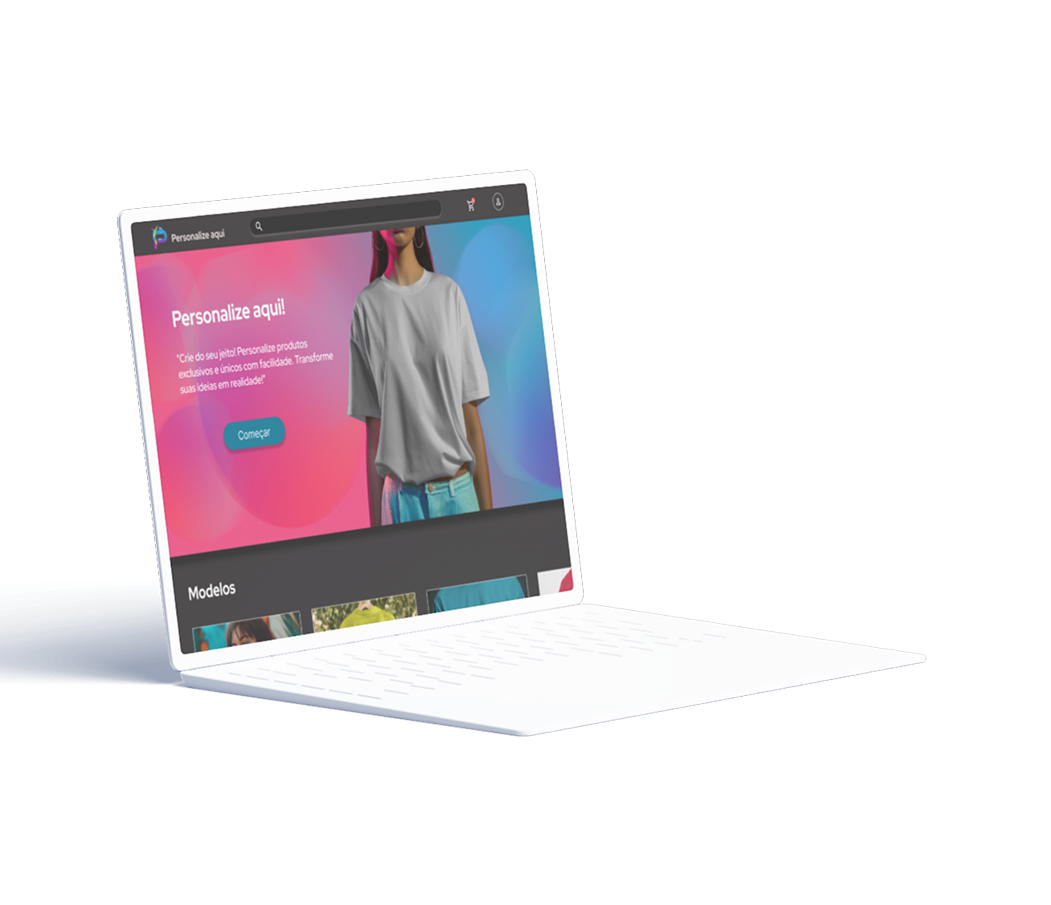 Personalize aqui
Personalize aqui!
"Crie do seu jeito! Personalize produtos
exclusivos e únicos com facilidade. Transforme
suas ideias em realidade!"
Começar
Modelos